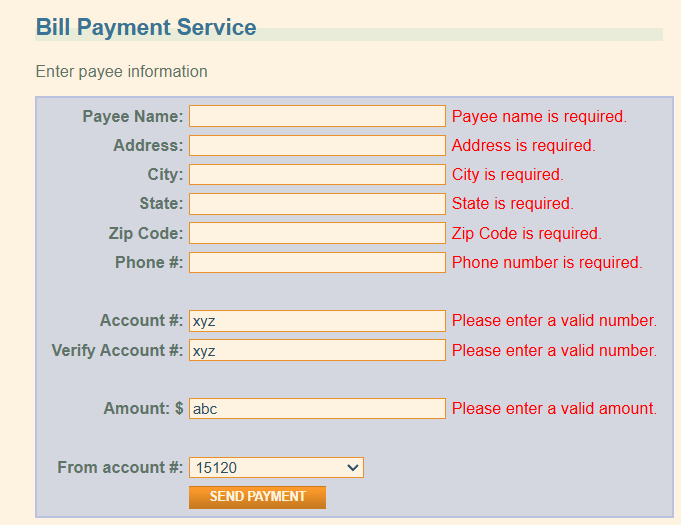 Bill Payment Service
Enter payee information
Payee Name: Payee name is required.
Address: Address is required.
City: City is required.
State: State is required.
Zip Code: Zip Code is required.
Phone #: Phone number is required.
Account #: xyz Please enter a valid number.
Verify Account #: xyz Please enter a valid number.
Amount: $ abc Please enter a valid amount.
From account #: 15120
SEND PAYMENT